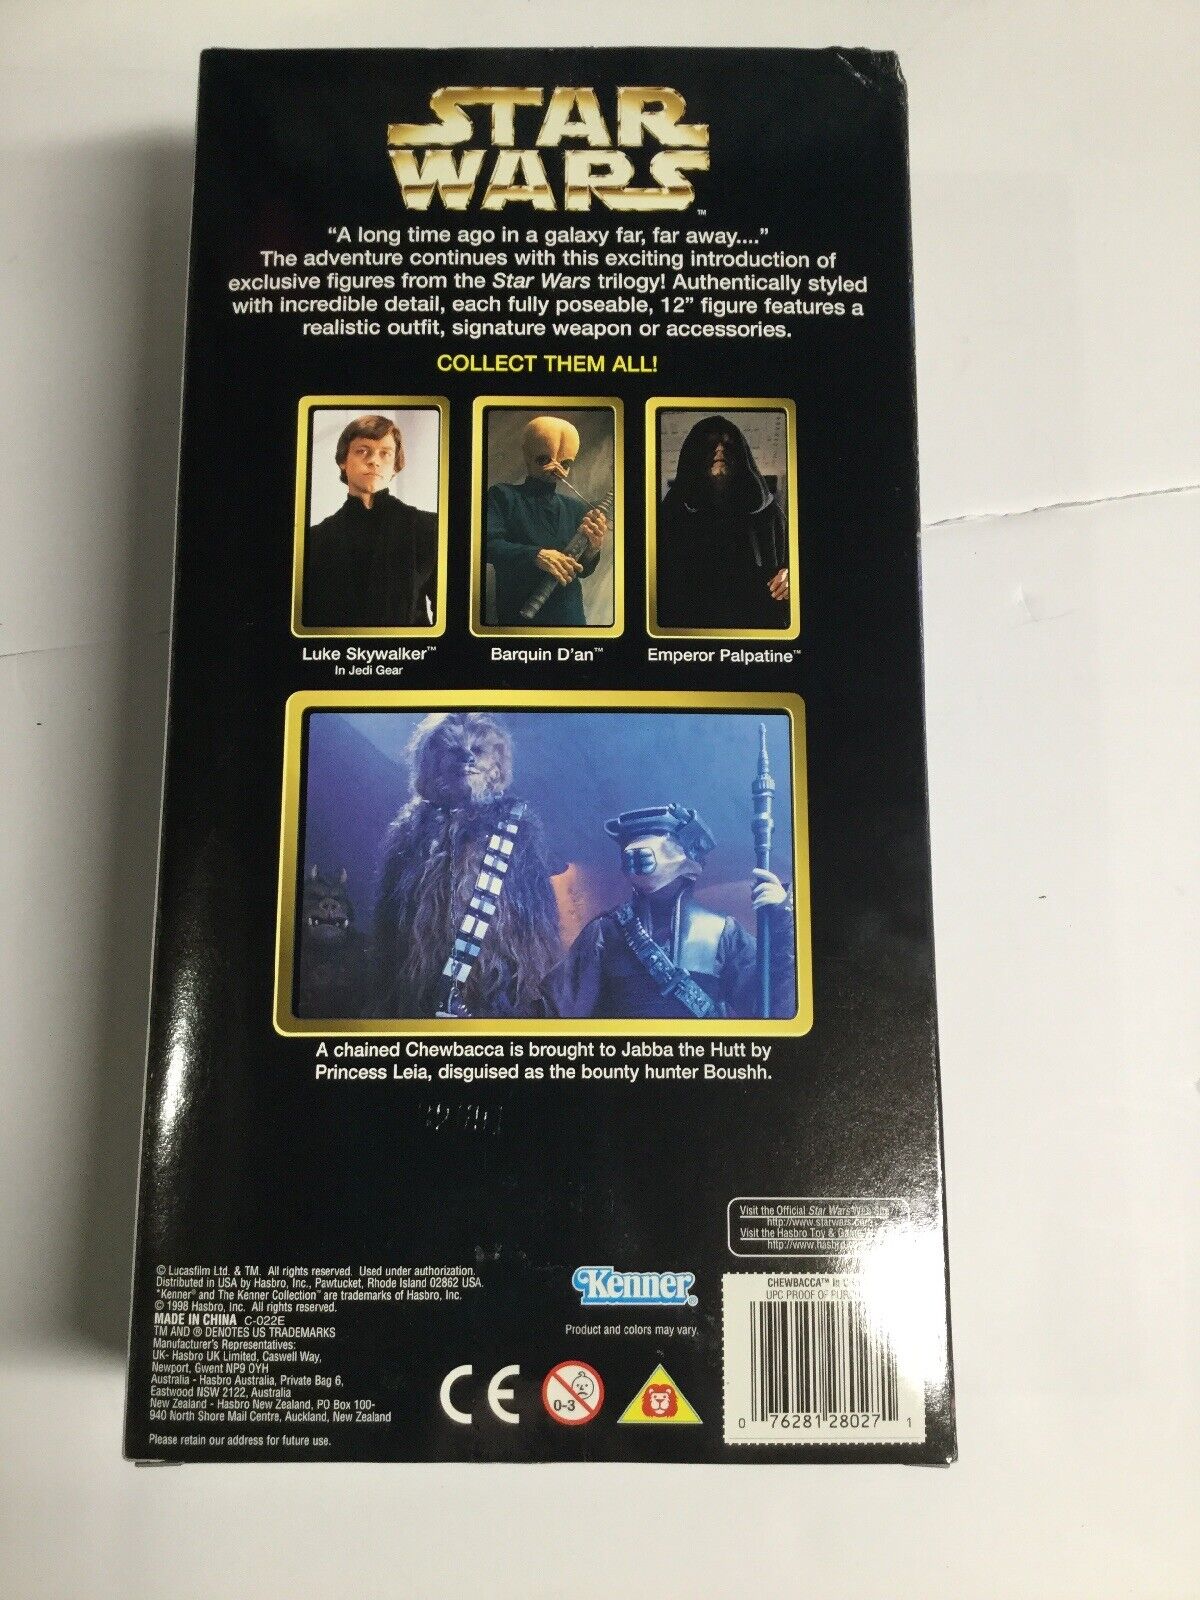 STAR
WARS™
“A long time ago in a galaxy far, far away....”
The adventure continues with this exciting introduction of
exclusive figures from the Star Wars trilogy! Authentically styled
with incredible detail, each fully poseable, 12” figure features a
realistic outfit, signature weapon or accessories.
COLLECT THEM ALL!
Luke Skywalker™
In Jedi Gear
Barquin D’an™
Emperor Palpatine™
A chained Chewbacca is brought to Jabba the Hutt by
Princess Leia, disguised as the bounty hunter Boushh.
Visit the Official Star Wars Web Site
http://www.starwars.com
Visit the Hasbro Toy &
http://www.hasbro
© Lucasfilm Ltd. & TM. All rights reserved. Used under authorization.
Distributed in USA by Hasbro, Inc., Pawtucket, Rhode Island 02862 USA.
*Kenner® and The Kenner Collection™ are trademarks of Hasbro, Inc.
© 1998 Hasbro, Inc. All rights reserved.
MADE IN CHINA C-022E
TM AND ® DENOTES US TRADEMARKS
Manufacturer's Representatives:
UK- Hasbro UK Limited, Caswell Way,
Newport, Gwent NP9 0YH
Australia - Hasbro Australia, Private Bag 6,
Eastwood NSW 2122, Australia
New Zealand - Hasbro New Zealand, PO Box 100-
940 North Shore Mail Centre, Auckland, New Zealand
Please retain our address for future use.
Kenner®
Product and colors may vary.
CE
0-3
CHEWBACCA™ In
UPC PROOF OF
0 76281 28027 1